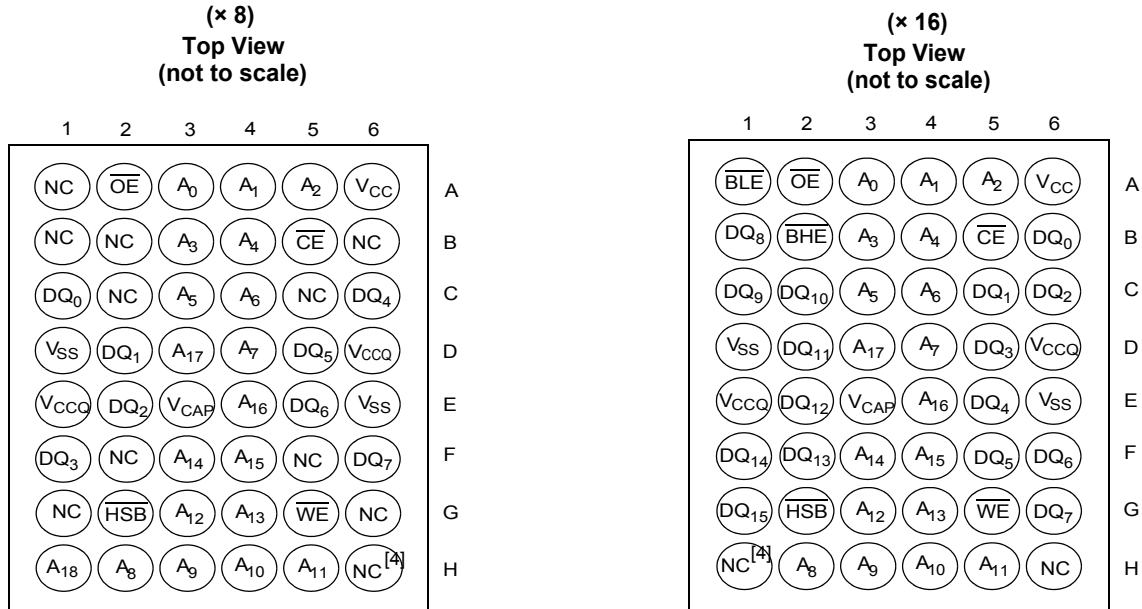 (× 8)
Top View
(not to scale)
1 2 3 4 5 6
NC OE A0 A1 A2 VCC A
NC NC A3 A4 CE NC B
DQ0 NC A5 A6 NC DQ4 C
VSS DQ1 A17 A7 DQ5 VCCQ D
VCCQ DQ2 VCAP A16 DQ6 VSS E
DQ3 NC A14 A15 NC DQ7 F
NC HSB A12 A13 WE NC G
A18 A8 A9 A10 A11 NC[4] H
(× 16)
Top View
(not to scale)
1 2 3 4 5 6
BLE OE A0 A1 A2 VCC A
DQ8 BHE A3 A4 CE DQ0 B
DQ9 DQ10 A5 A6 DQ1 DQ2 C
VSS DQ11 A17 A7 DQ3 VCCQ D
VCCQ DQ12 VCAP A16 DQ4 VSS E
DQ14 DQ13 A14 A15 DQ5 DQ6 F
DQ15 HSB A12 A13 WE DQ7 G
NC[4] A8 A9 A10 A11 NC H